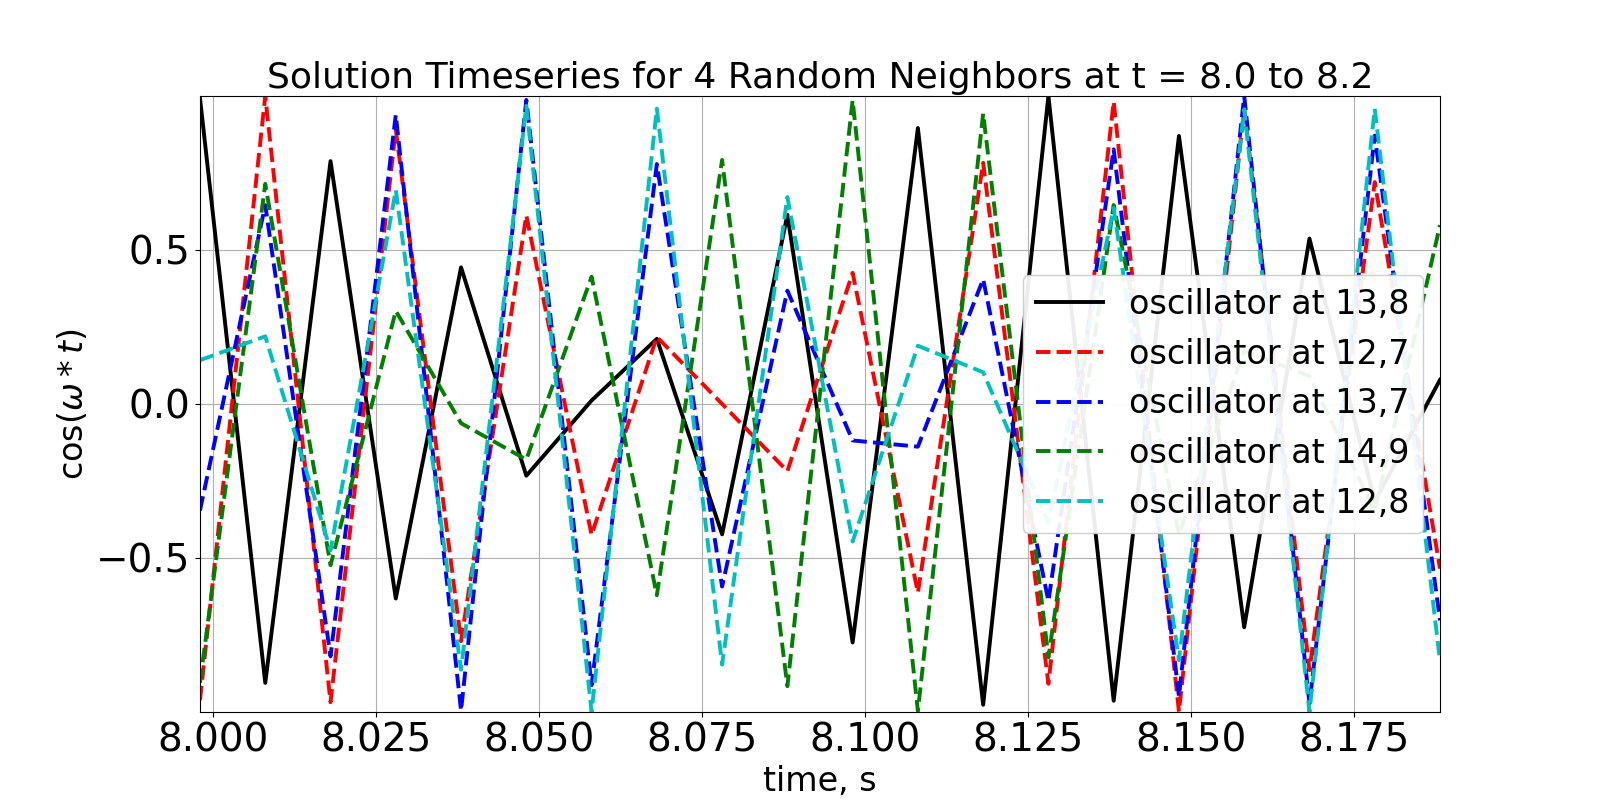 Solution Timeseries for 4 Random Neighbors at t = 8.0 to 8.2
cos(ω * t)
0.5
0.0
−0.5
oscillator at 13,8
oscillator at 12,7
oscillator at 13,7
oscillator at 14,9
oscillator at 12,8
8.000 8.025 8.050 8.075 8.100 8.125 8.150 8.175
time, s